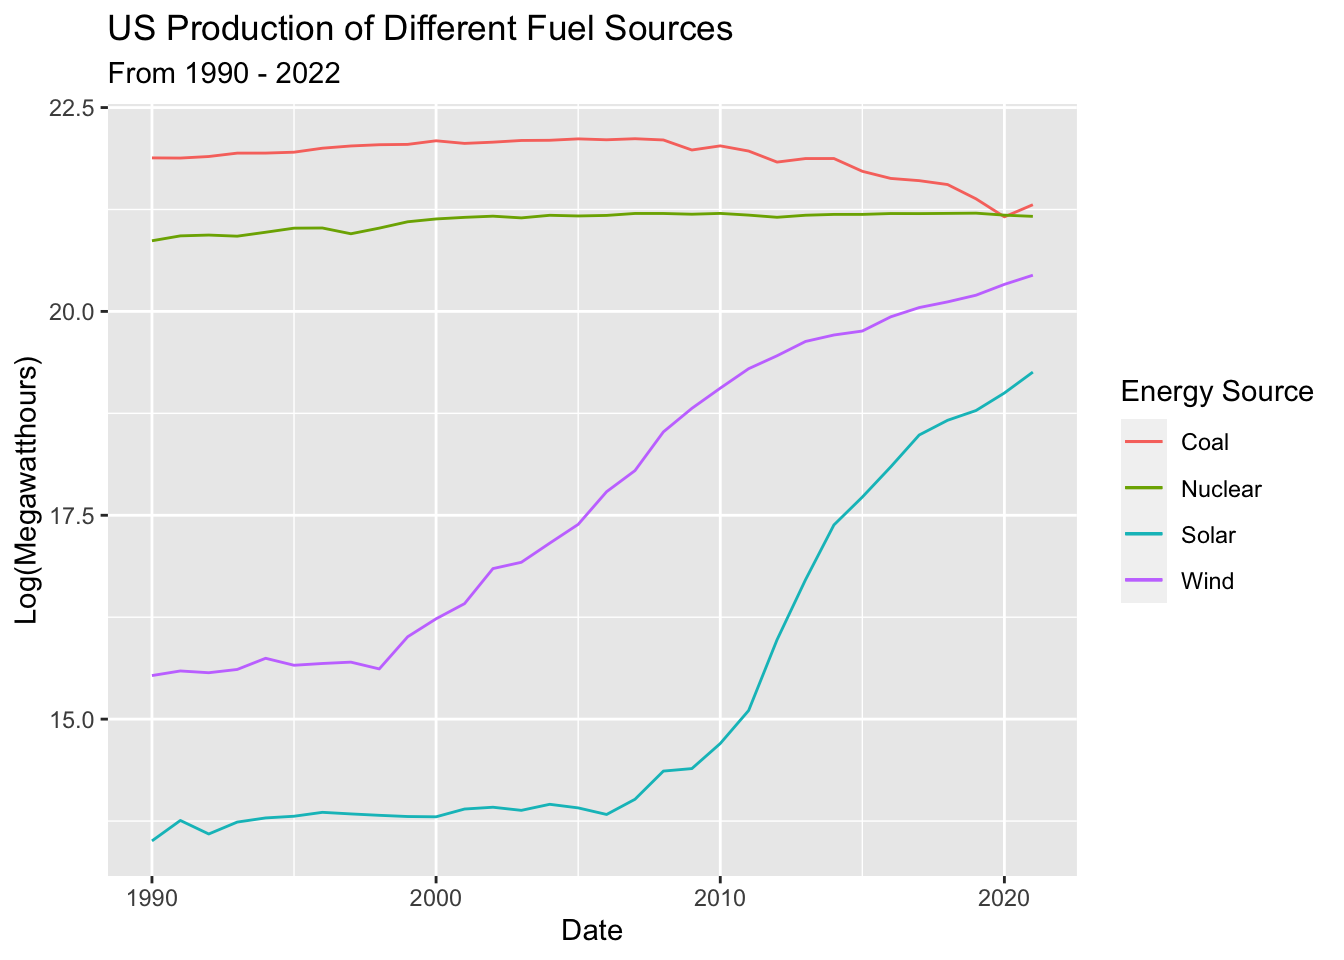 US Production of Different Fuel Sources
From 1990 - 2022
22.5
20.0
17.5
15.0
Log(Megawatthours)
1990
2000
2010
2020
Date
Energy Source
Coal
Nuclear
Solar
Wind